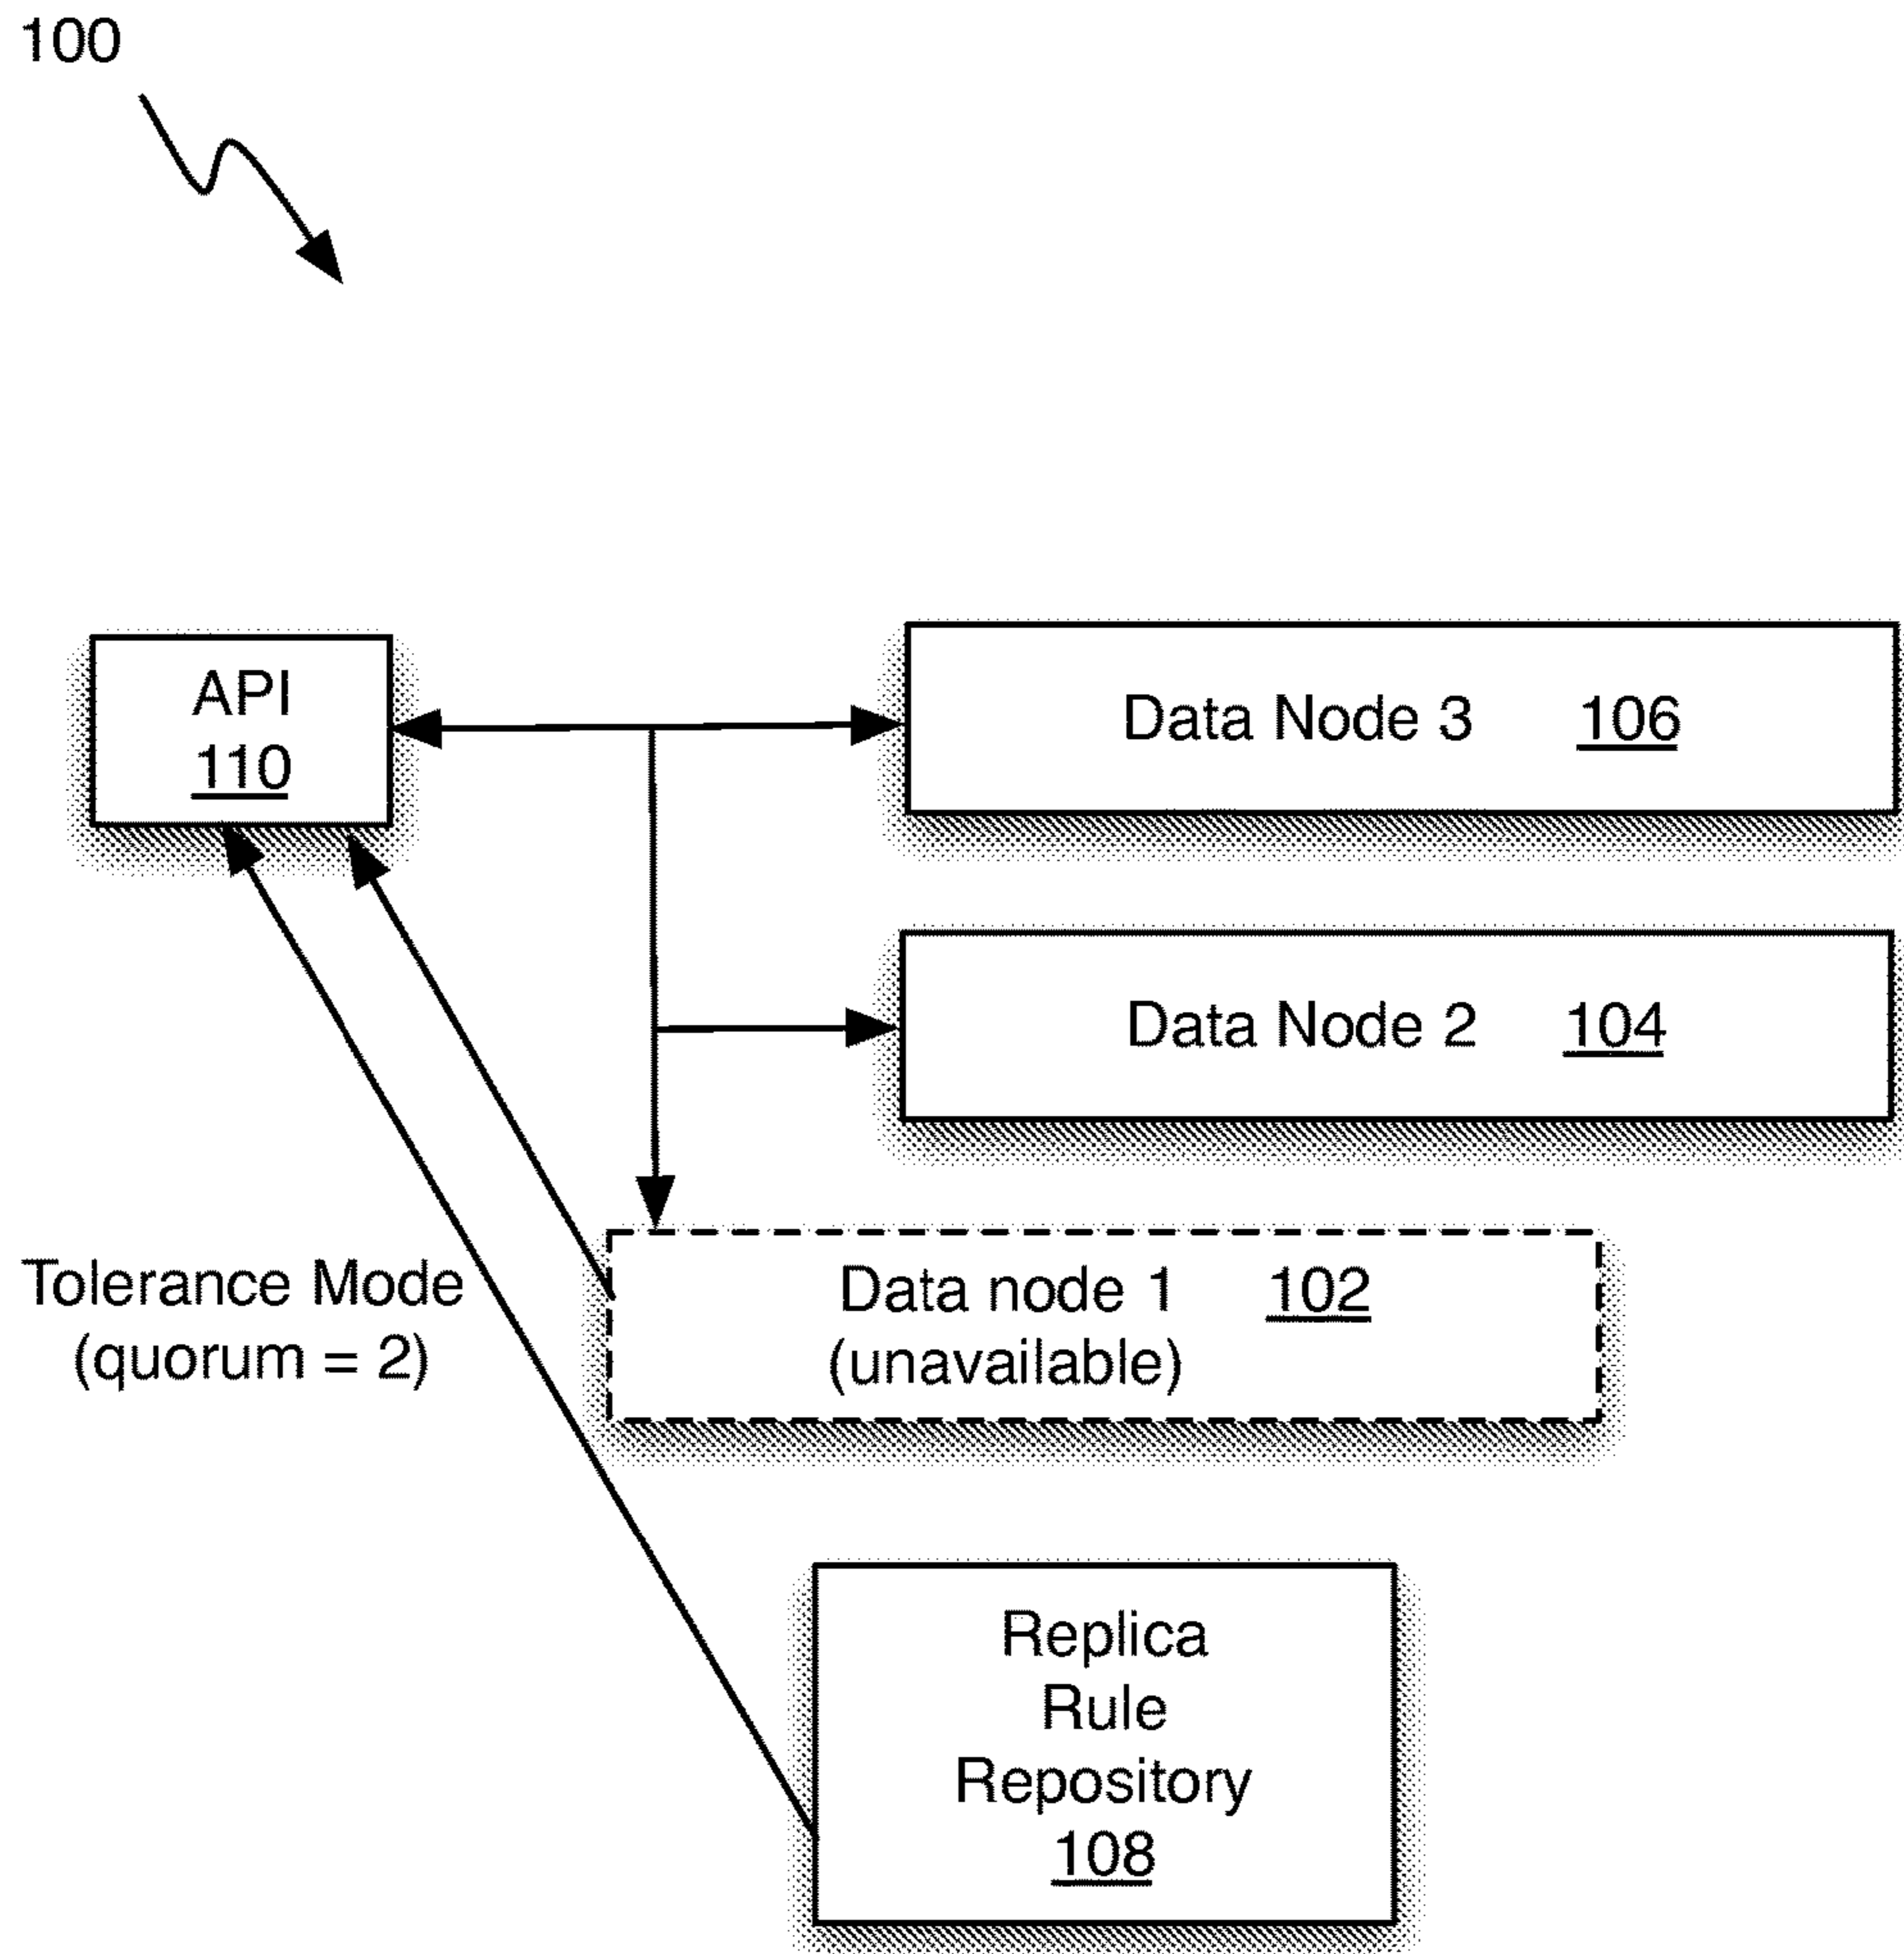 100
API
110
Data Node 3 106
Data Node 2 104
Tolerance Mode
(quorum = 2)
Data node 1 102
(unavailable)
Replica
Rule
Repository
108